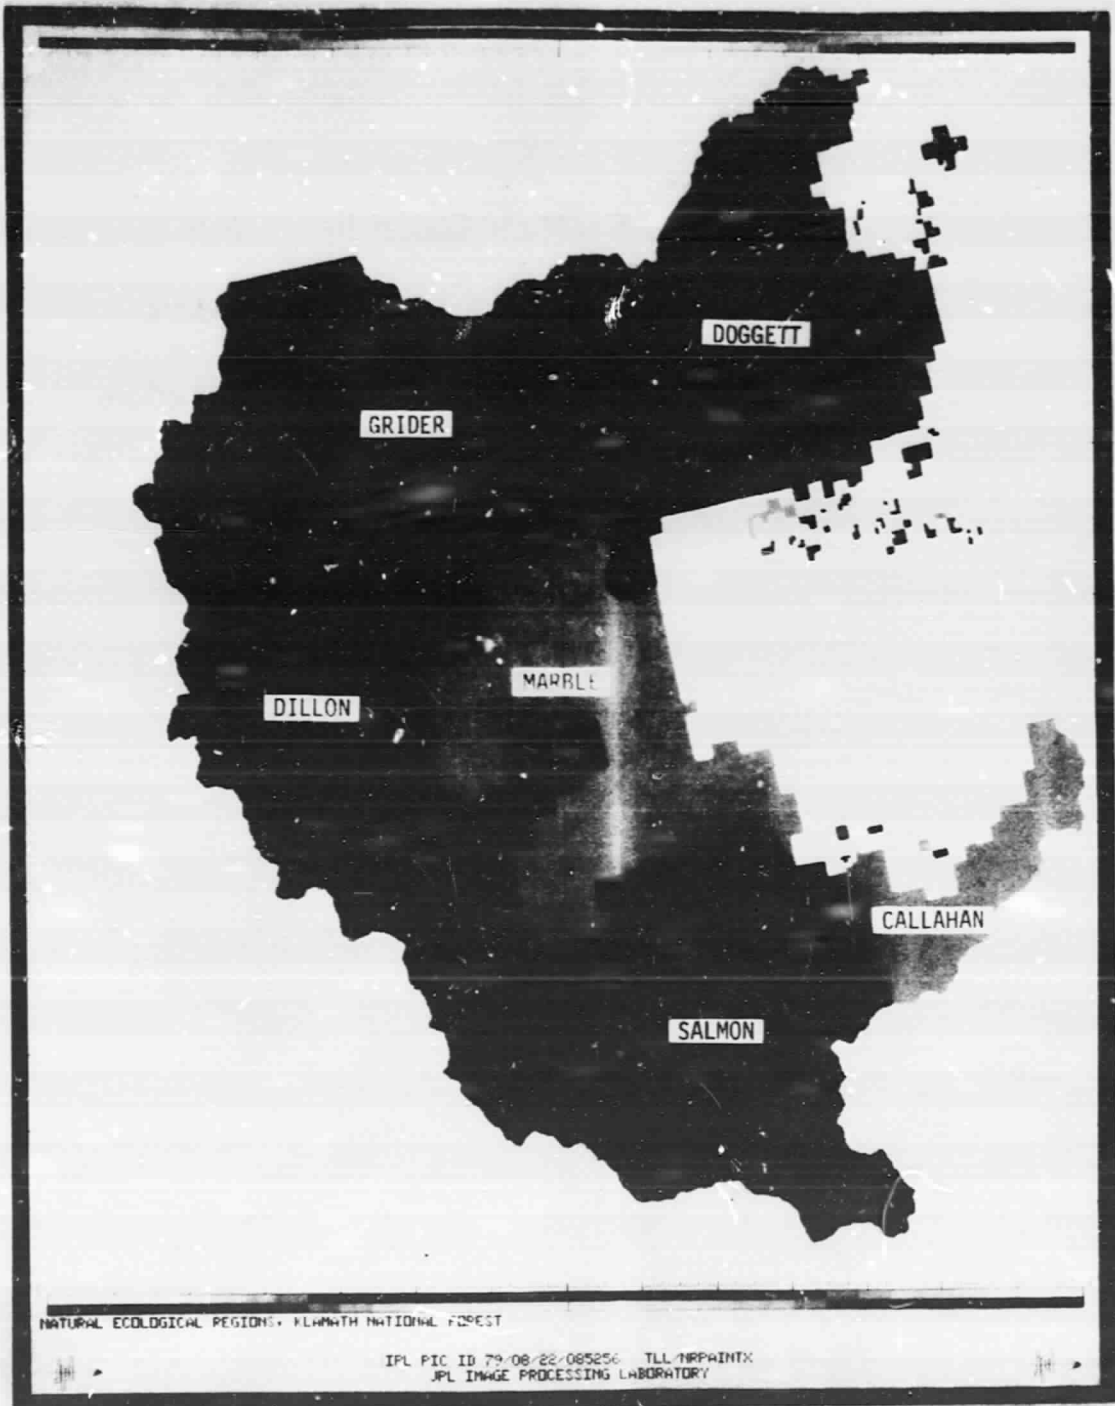 DOGGETT
GRIDER
MARBLE
DILLON
CALLAHAN
SALMON
NATURAL ECOLOGICAL REGIONS, KLAMATH NATIONAL FOREST
IPL PIC ID 79/08/22/085256 TLL/NRPAINTX
JPL IMAGE PROCESSING LABORATORY